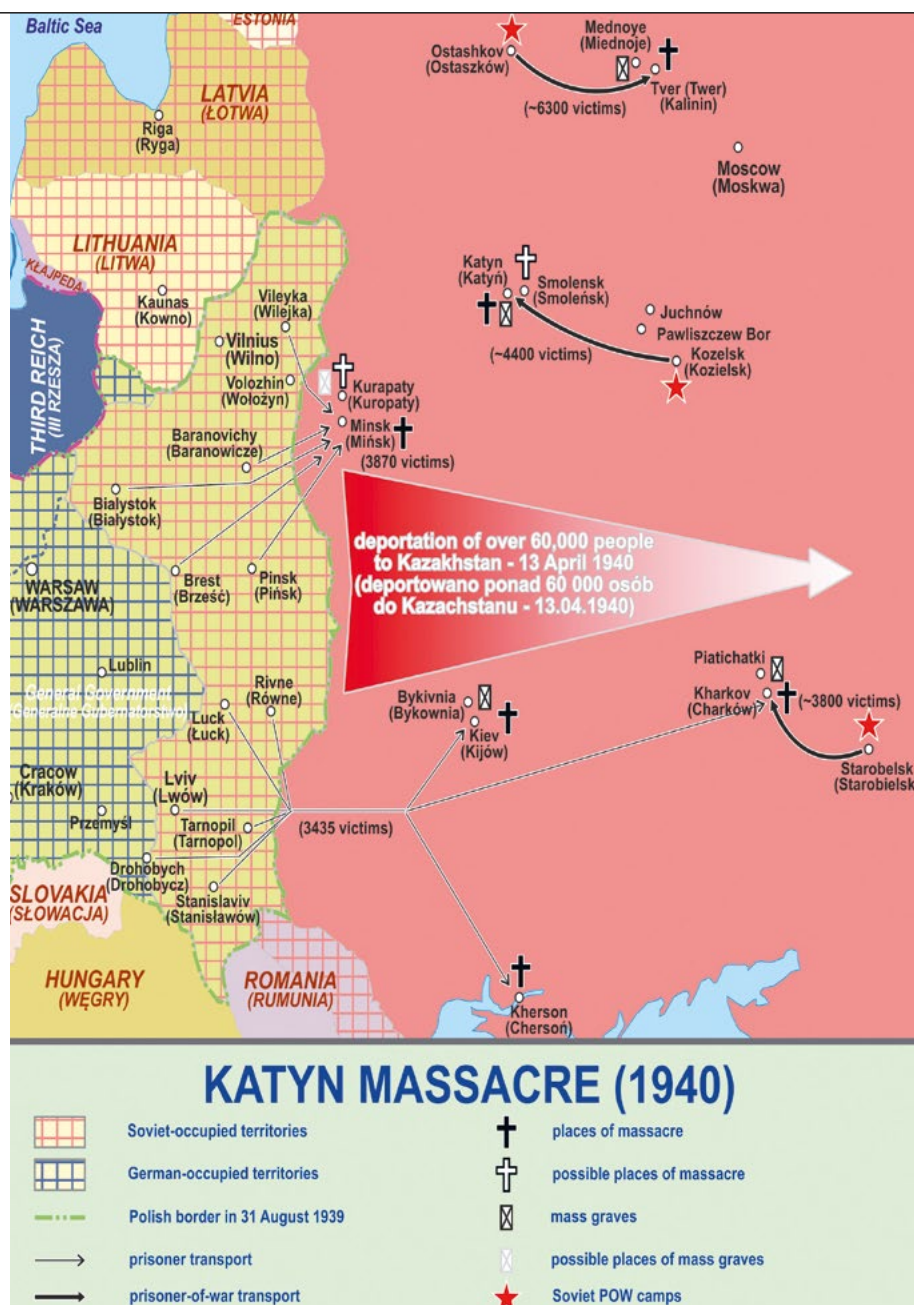 Baltic Sea
ESTONIA
Ostashkov
(Ostaszków)
Mednoye
(Miednoje)
Tver (Twer)
(Kalinin)
(~6300 victims)
LATVIA
(ŁOTWA)
Riga
(Ryga)
Moscow
(Moskwa)
LITHUANIA
(LITWA)
KŁAJPEDA
Kaunas
(Kowno)
Vileyka
(Wilejka)
Vilnius
(Wilno)
Volozhin
(Wołożyn)
Katyn
(Katyń)
Smolensk
(Smoleńsk)
Juchnów
Pawliszczew Bor
Kozelsk
(Kozielsk)
(~4400 victims)
THIRD REICH
(III RZESZA)
Kurapaty
(Kuropaty)
Minsk
(Mińsk)
(3870 victims)
Baranovichy
(Baranowicze)
Bialystok
(Białystok)
deportation of over 60,000 people
to Kazakhstan - 13 April 1940
(deportowano ponad 60 000 osób
do Kazachstanu - 13.04.1940)
WARSAW
(WARSZAWA)
Brest
(Brześć)
Pinsk
(Pińsk)
Lublin
General Government
(Generalne Gubernatorstwo)
Rivne
(Równe)
Luck
(Łuck)
Bykivnia
(Bykownia)
Kiev
(Kijów)
Piatichatki
Kharkov
(Charków)
(~3800 victims)
Starobelsk
(Starobielsk)
Cracow
(Kraków)
Przemyśl
Lviv
(Lwów)
Tarnopil
(Tarnopol)
(3435 victims)
Drohobych
(Drohobycz)
Stanislaviv
(Stanisławów)
SLOVAKIA
(SŁOWACJA)
HUNGARY
(WĘGRY)
ROMANIA
(RUMUNIA)
Kherson
(Chersoń)
KATYN MASSACRE (1940)
Soviet-occupied territories
German-occupied territories
Polish border in 31 August 1939
prisoner transport
prisoner-of-war transport
places of massacre
possible places of massacre
mass graves
possible places of mass graves
Soviet POW camps